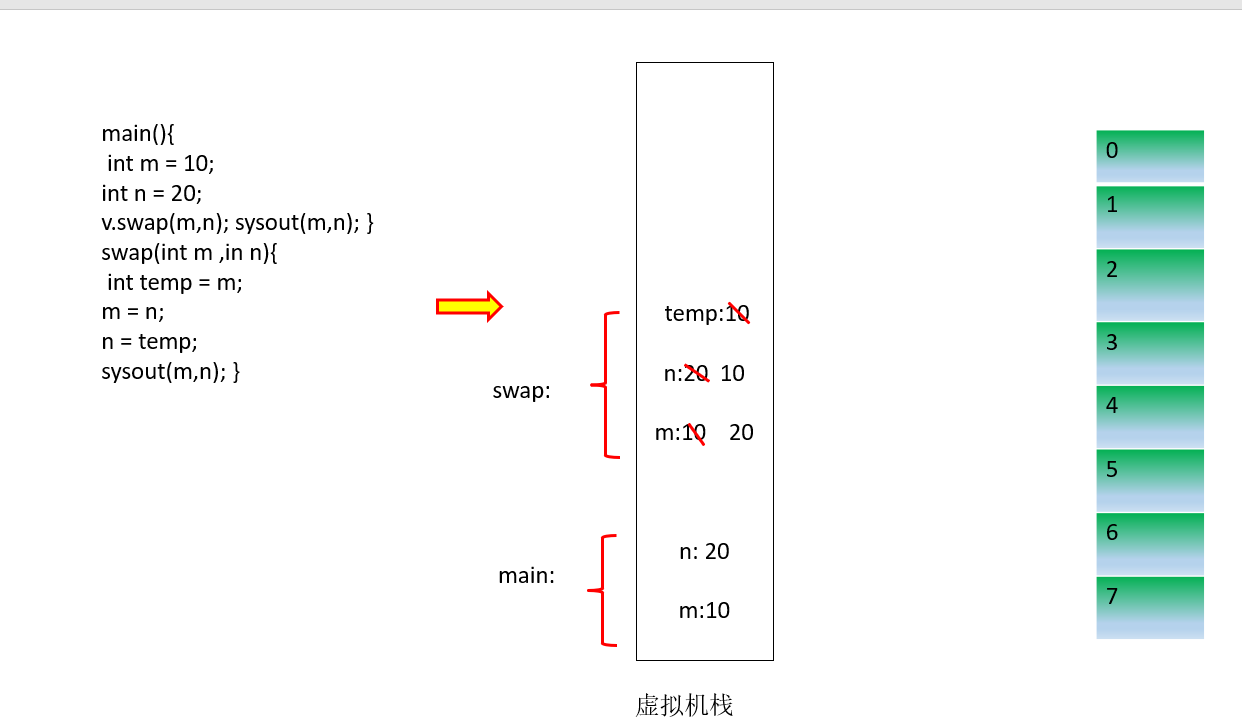 main(){
int m = 10;
int n = 20;
v.swap(m,n); sysout(m,n); }
swap(int m ,in n){
int temp = m;
m = n;
n = temp;
sysout(m,n); }
swap:
main:
temp:10
n:20 10
m:10 20
n: 20
m:10
虚拟机栈
0
1
2
3
4
5
6
7